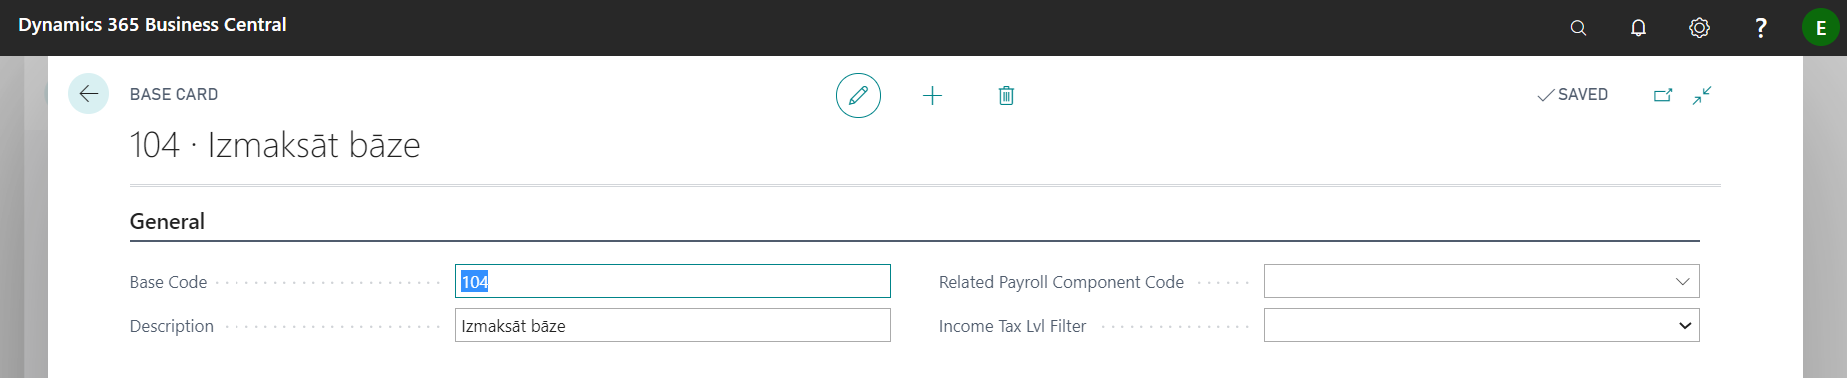 Dynamics 365 Business Central
?
E
BASE CARD
SAVED
104 · Izmaksāt bāze
General
Base Code
104
Related Payroll Component Code
Description
Izmaksāt bāze
Income Tax Lvl Filter